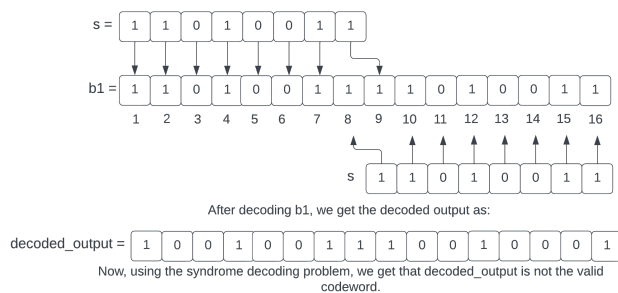 s = 1 1 0 1 0 0 1 1
b1 = 1 1 0 1 0 0 1 1 1 1 0 1 0 0 1 1
1 2 3 4 5 6 7 8 9 10 11 12 13 14 15 16
s 1 1 0 1 0 0 1 1
After decoding b1, we get the decoded output as:
decoded_output = 1 0 0 1 0 0 1 1 1 0 0 1 0 0 0 1
Now, using the syndrome decoding problem, we get that decoded_output is not the valid
codeword.